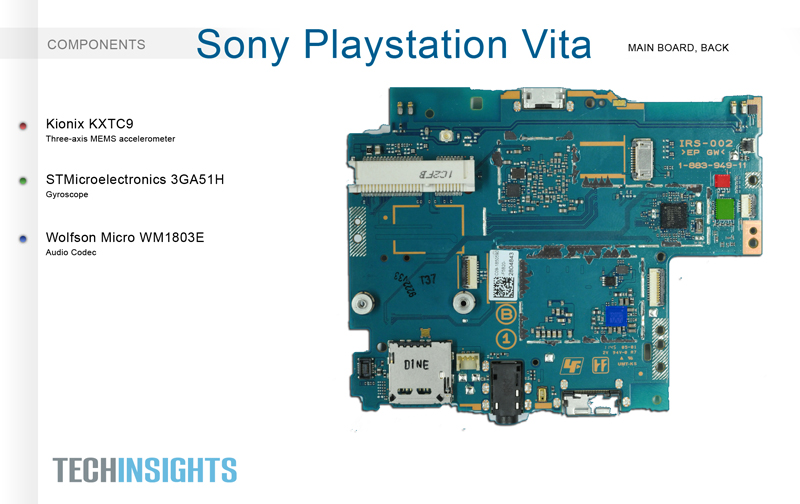 COMPONENTS
Sony Playstation Vita
MAIN BOARD, BACK
Kionix KXTC9
Three-axis MEMS accelerometer
STMicroelectronics 3GA51H
Gyroscope
Wolfson Micro WM1803E
Audio Codec
IRS-002
>EP GW<
1-883-949-11
1C2FB
137
B
1
DINE
TECHINSIGHTS